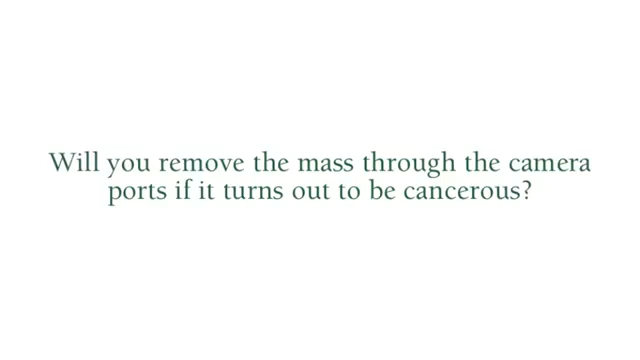 Will you remove the mass through the camera
ports if it turns out to be cancerous?